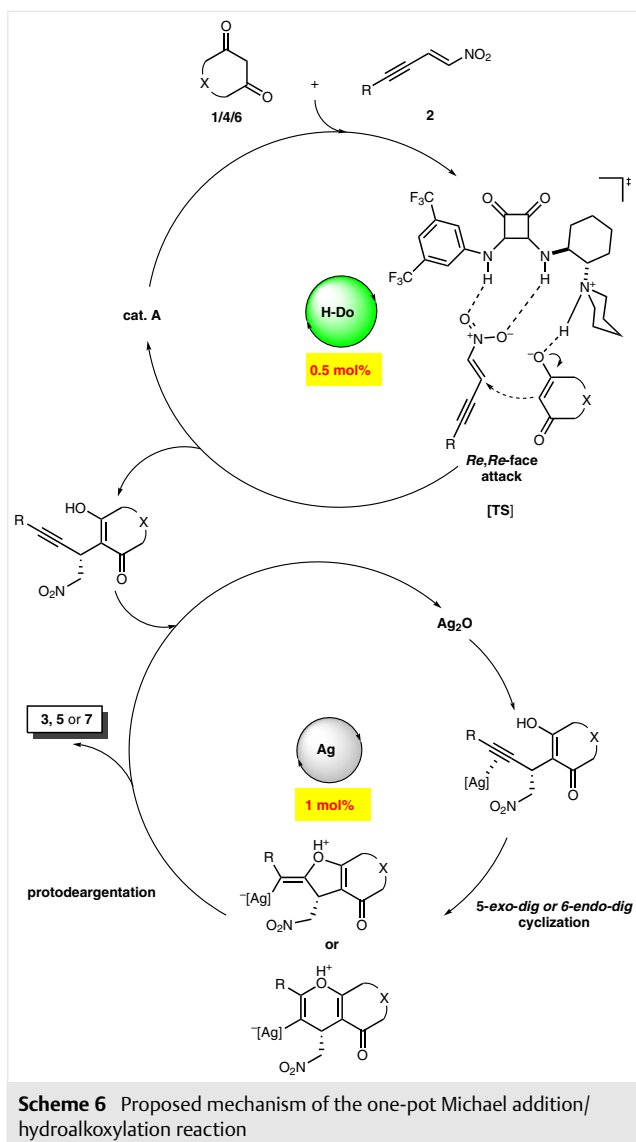 O
X
O
1/4/6
+
R
NO₂
2
‡
F₃C
O
O
F₃C
N
H
N
H
N⁺
H
O
N⁺
O⁻
⁻O
X
O
R
cat. A
H-Do
0.5 mol%
Re,Re-face
attack
[TS]
HO
R
X
O
O₂N
Ag₂O
3, 5 or 7
Ag
1 mol%
HO
R
X
[Ag]
O
O₂N
protodeargentation
5-exo-dig or 6-endo-dig
cyclization
H⁺
R
O
X
⁻[Ag]
O₂N
O
or
H⁺
R
O
X
⁻[Ag]
O₂N
O
Scheme 6 Proposed mechanism of the one-pot Michael addition/
hydroalkoxylation reaction